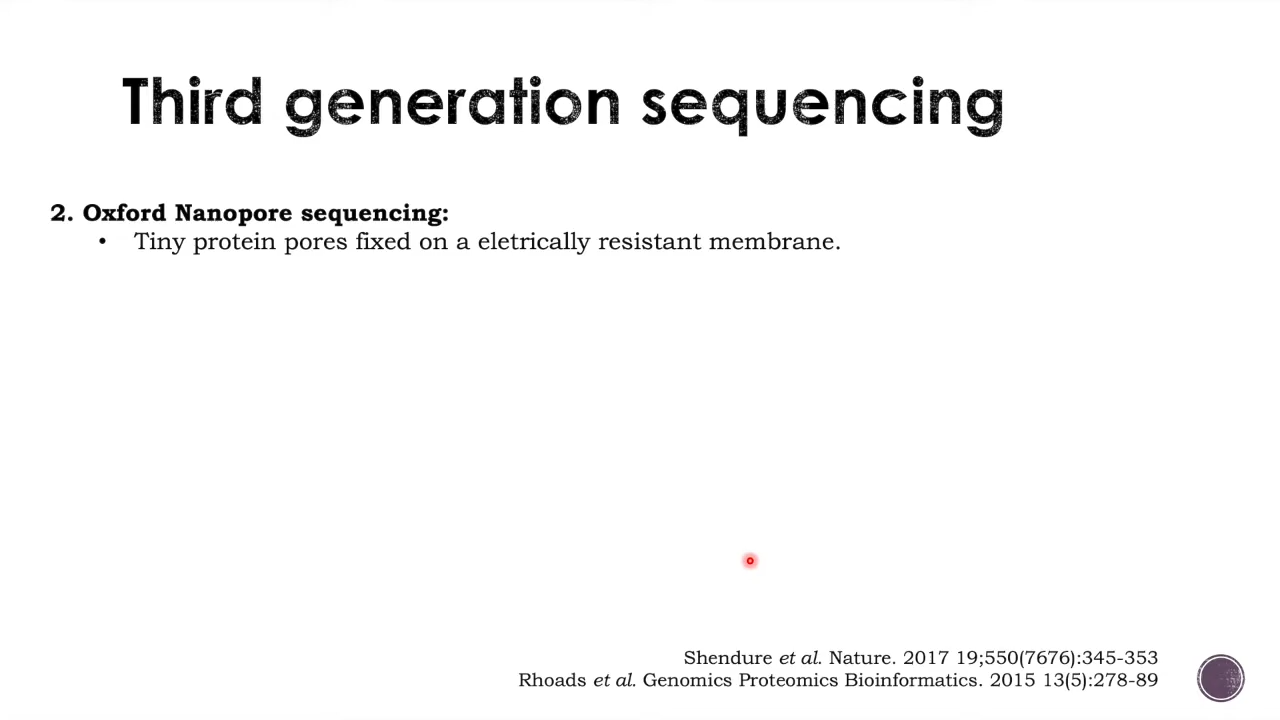 Third generation sequencing
2. Oxford Nanopore sequencing:
• Tiny protein pores fixed on a eletrically resistant membrane.
Shendure et al. Nature. 2017 19;550(7676):345-353
Rhoads et al. Genomics Proteomics Bioinformatics. 2015 13(5):278-89